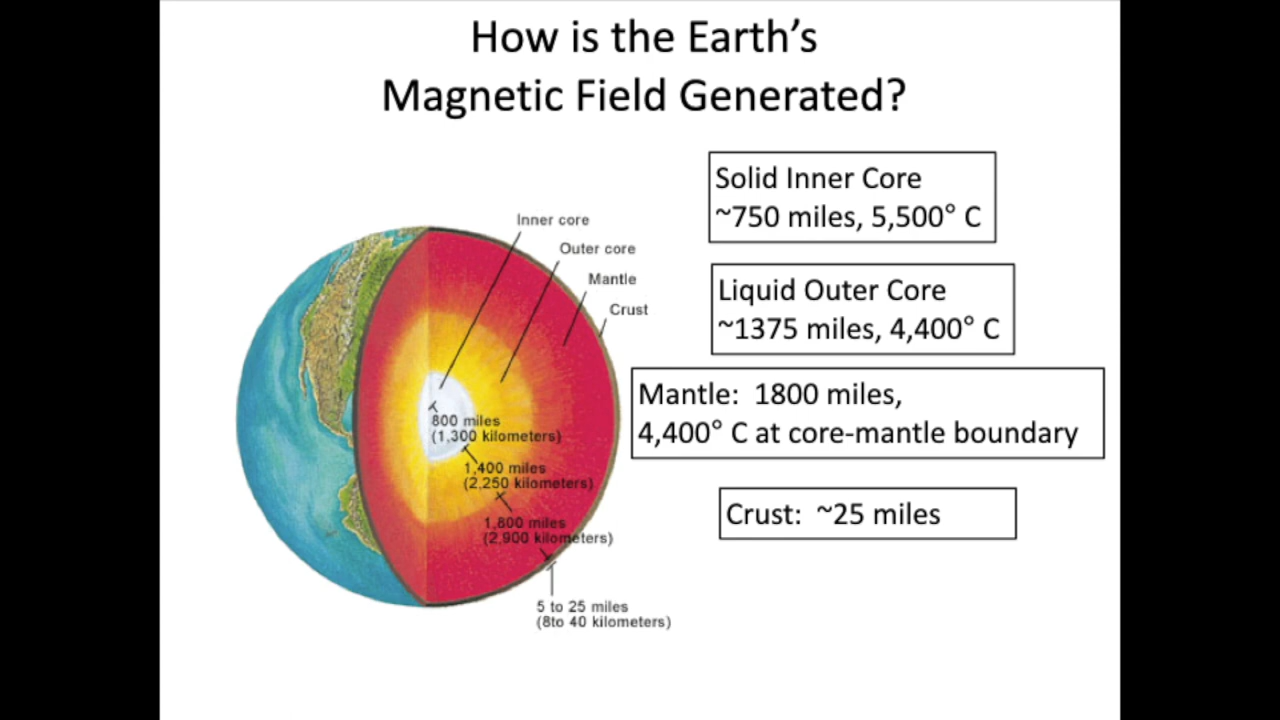 How is the Earth’s
Magnetic Field Generated?
Solid Inner Core
~750 miles, 5,500° C
Liquid Outer Core
~1375 miles, 4,400° C
Mantle:  1800 miles,
4,400° C at core-mantle boundary
Crust:  ~25 miles
Inner core
Outer core
Mantle
Crust
800 miles
(1,300 kilometers)
1,400 miles
(2,250 kilometers)
1,800 miles
(2,900 kilometers)
5 to 25 miles
(8to 40 kilometers)